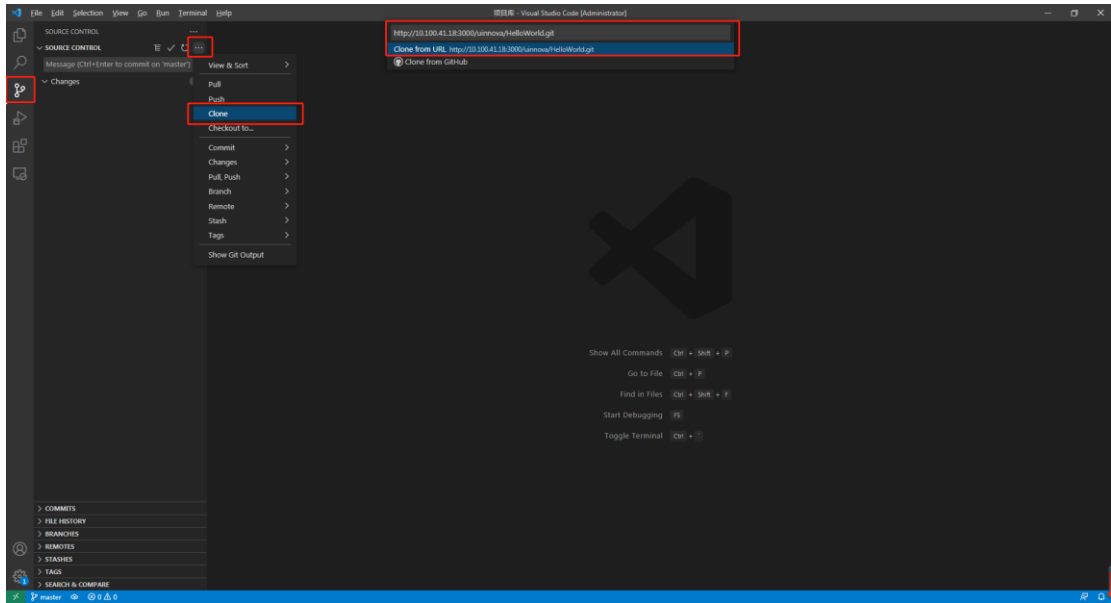 File Edit Selection View Go Run Terminal Help
项目库 - Visual Studio Code [Administrator]
SOURCE CONTROL
SOURCE CONTROL
Message (Ctrl+Enter to commit on 'master')
Changes
View & Sort
Pull
Push
Clone
Checkout to...
Commit
Changes
Pull, Push
Branch
Remote
Stash
Tags
Show Git Output
http://10.100.41.18:3000/uinnova/HelloWorld.git
Clone from URL http://10.100.41.18:3000/uinnova/HelloWorld.git
Clone from GitHub
Show All Commands Ctrl + Shift + P
Go to File Ctrl + P
Find in Files Ctrl + Shift + F
Start Debugging F5
Toggle Terminal Ctrl + `
COMMITS
FILE HISTORY
BRANCHES
REMOTES
STASHES
TAGS
SEARCH & COMPARE
1
master 0 0